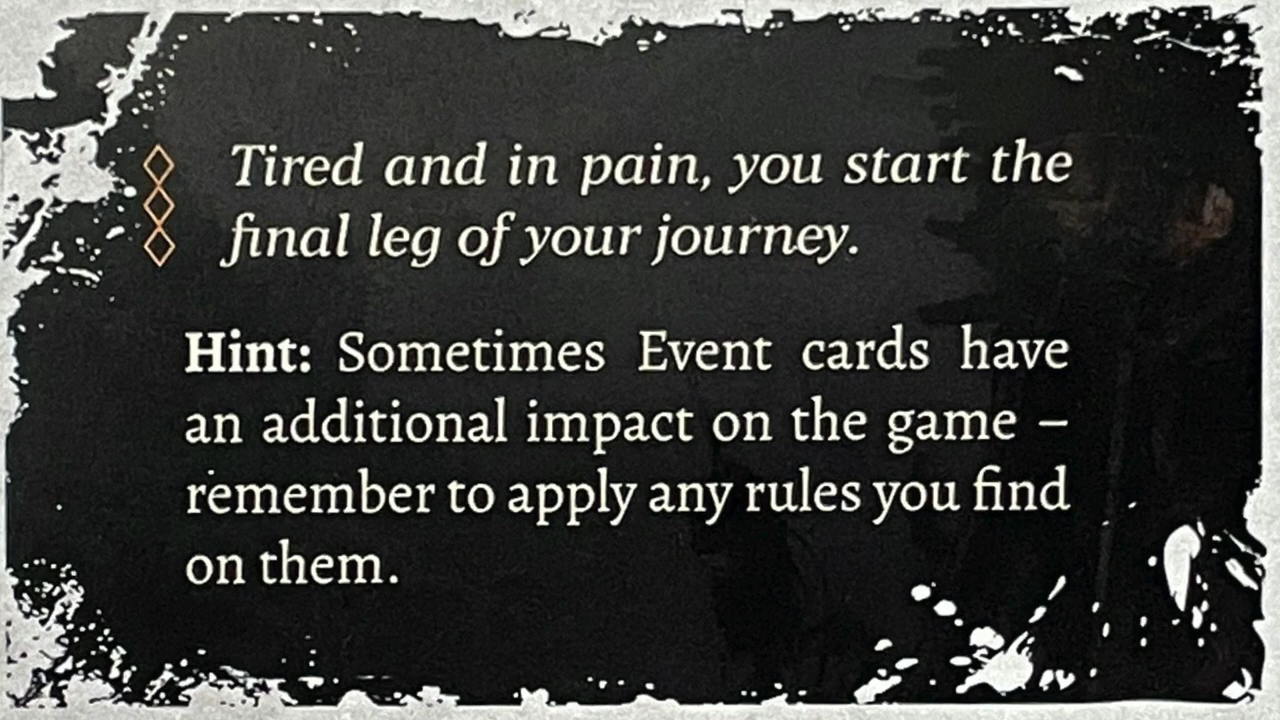 Tired and in pain, you start the
final leg of your journey.
Hint: Sometimes Event cards have
an additional impact on the game –
remember to apply any rules you find
on them.